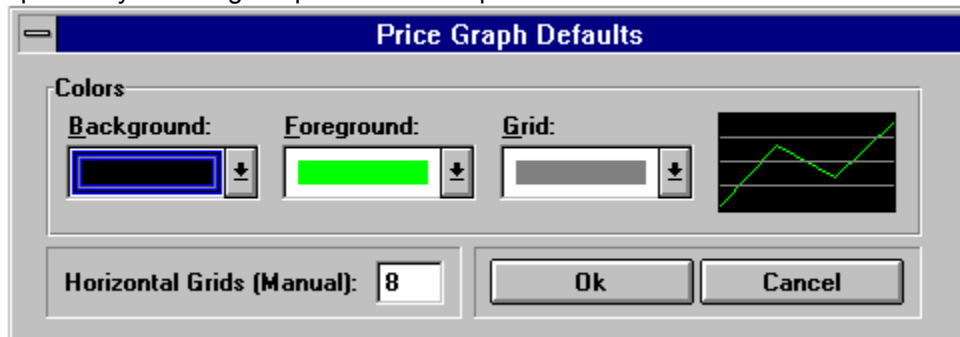 Price Graph Defaults
Colors
Background: Foreground: Grid:
Horizontal Grids (Manual): 8 Ok Cancel